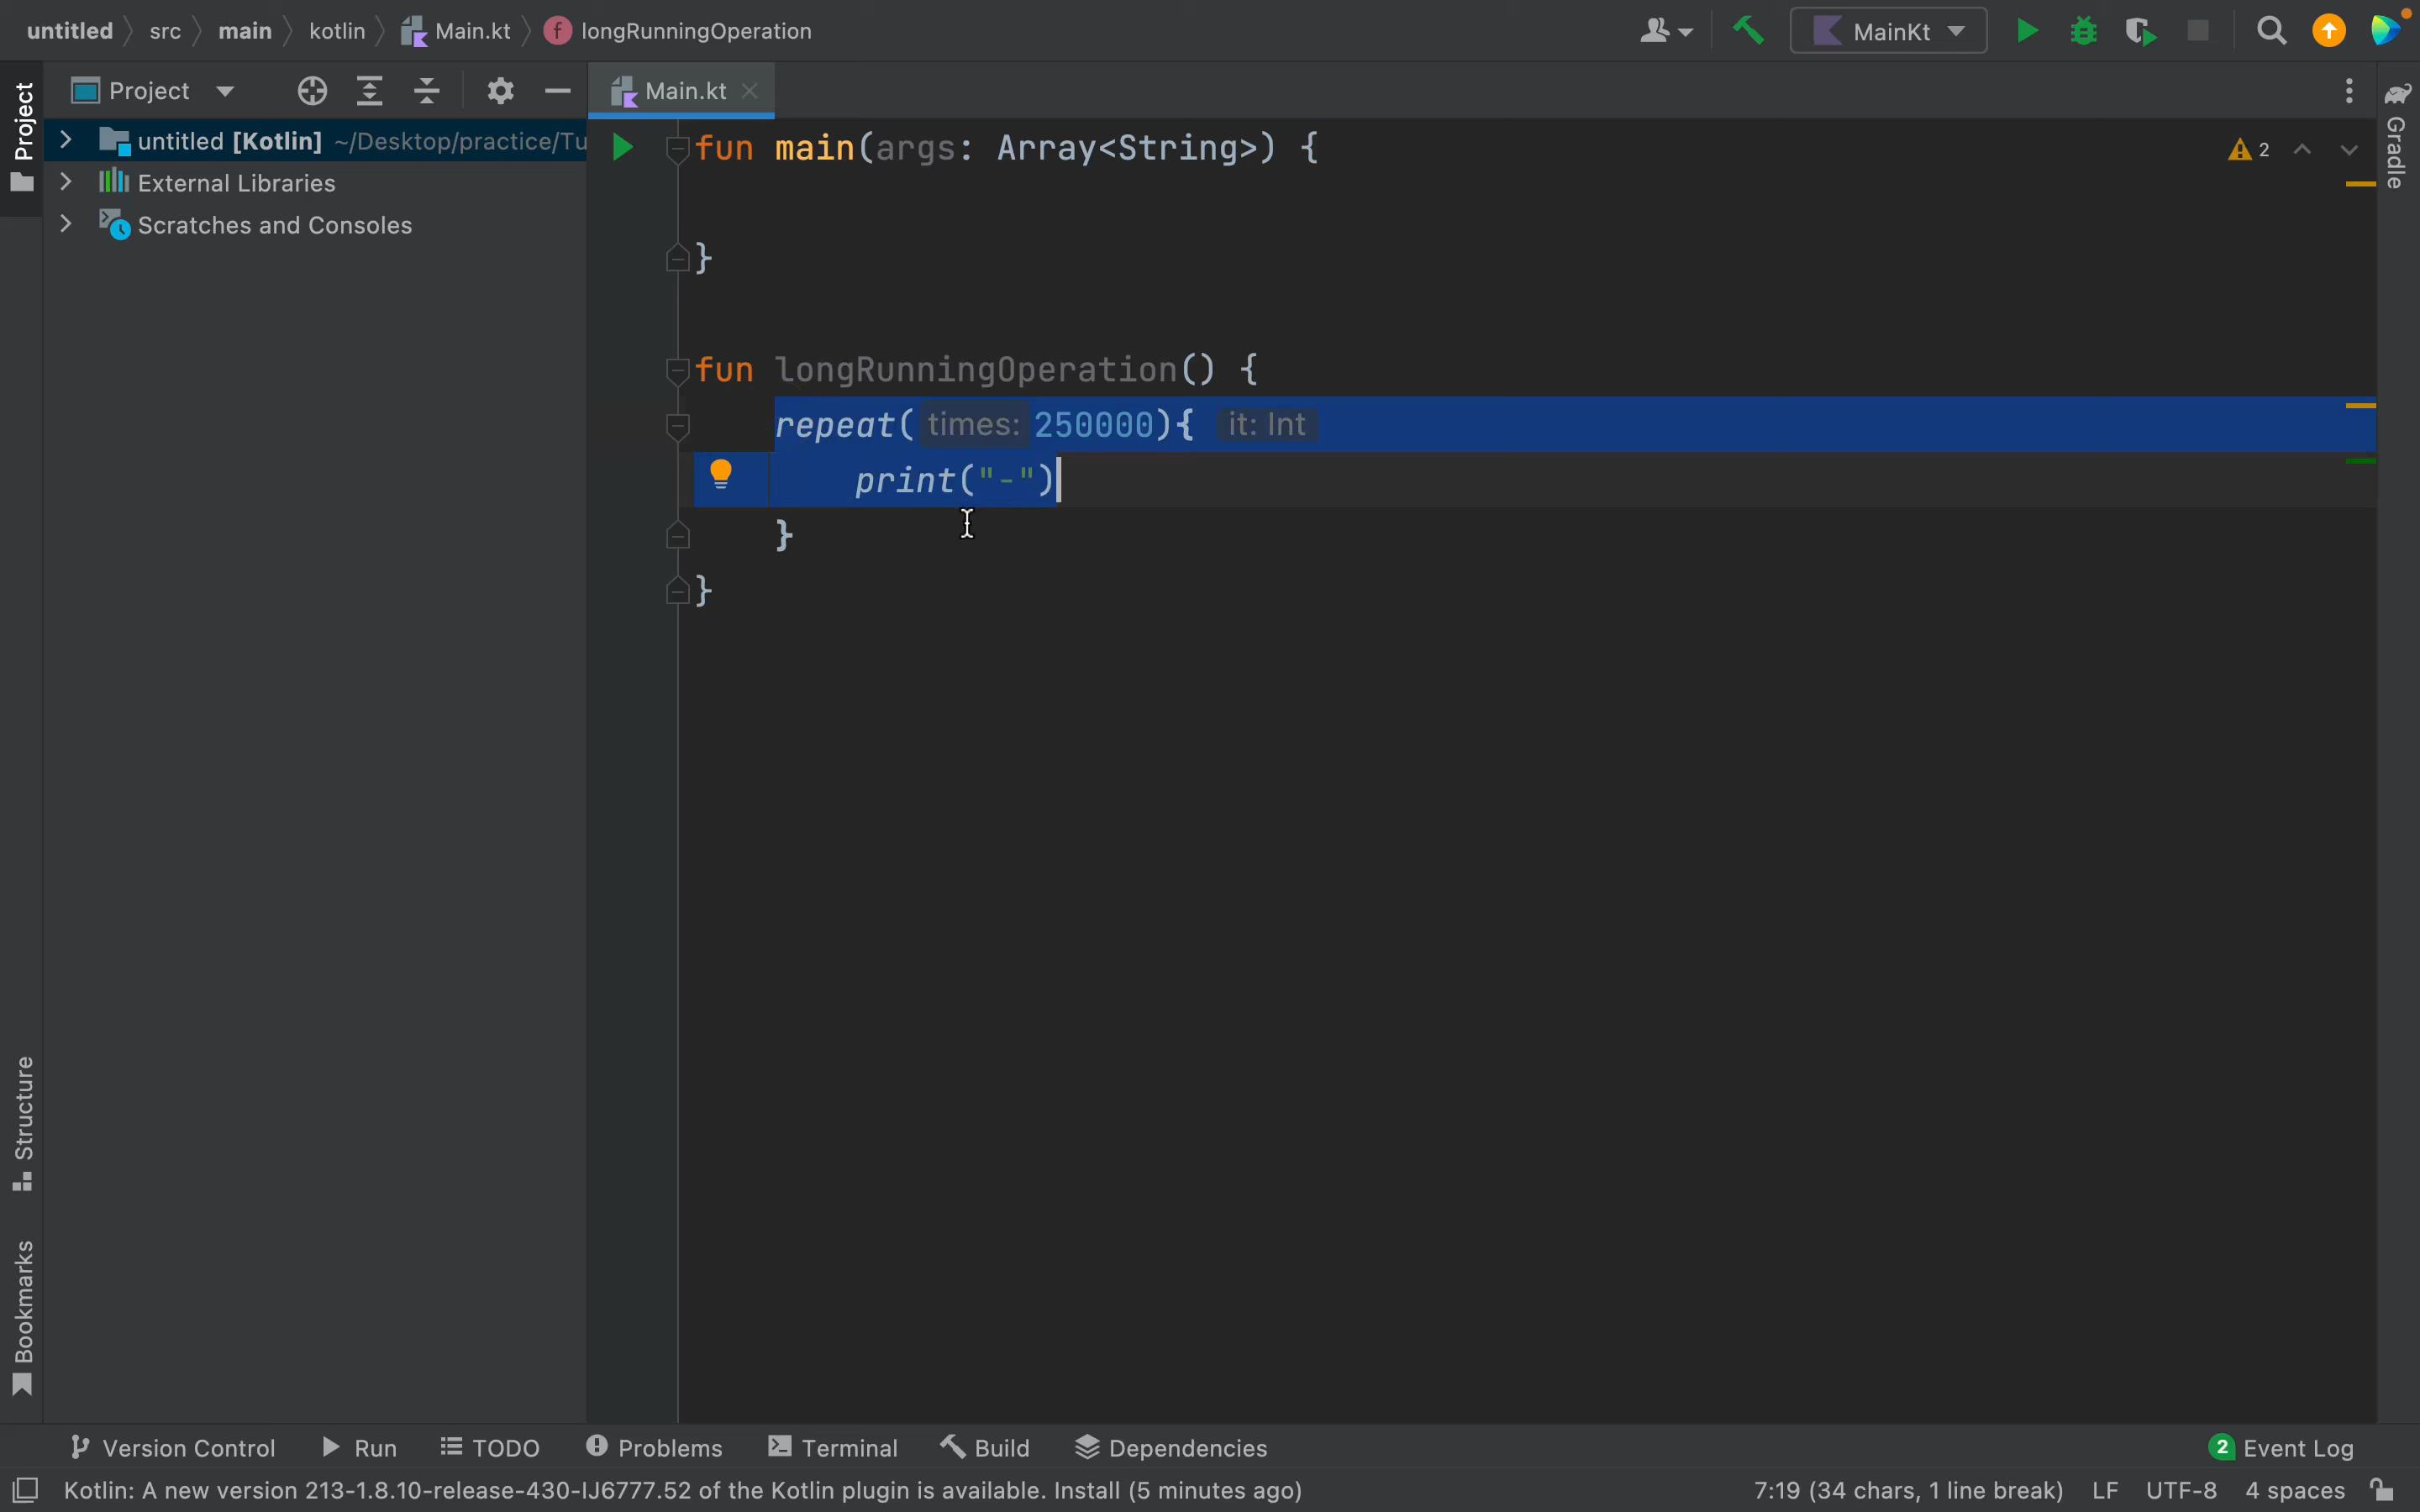 untitled src main kotlin Main.kt f longRunningOperation MainKt
Project Main.kt
Project
untitled [Kotlin] ~/Desktop/practice/Tu
External Libraries
Scratches and Consoles
fun main(args: Array<String>) {
2
}
fun longRunningOperation() {
repeat( times: 250000){ it: Int
print("-")
}
}
Gradle
Structure
Bookmarks
Version Control Run TODO Problems Terminal Build Dependencies 2 Event Log
Kotlin: A new version 213-1.8.10-release-430-IJ6777.52 of the Kotlin plugin is available. Install (5 minutes ago) 7:19 (34 chars, 1 line break) LF UTF-8 4 spaces